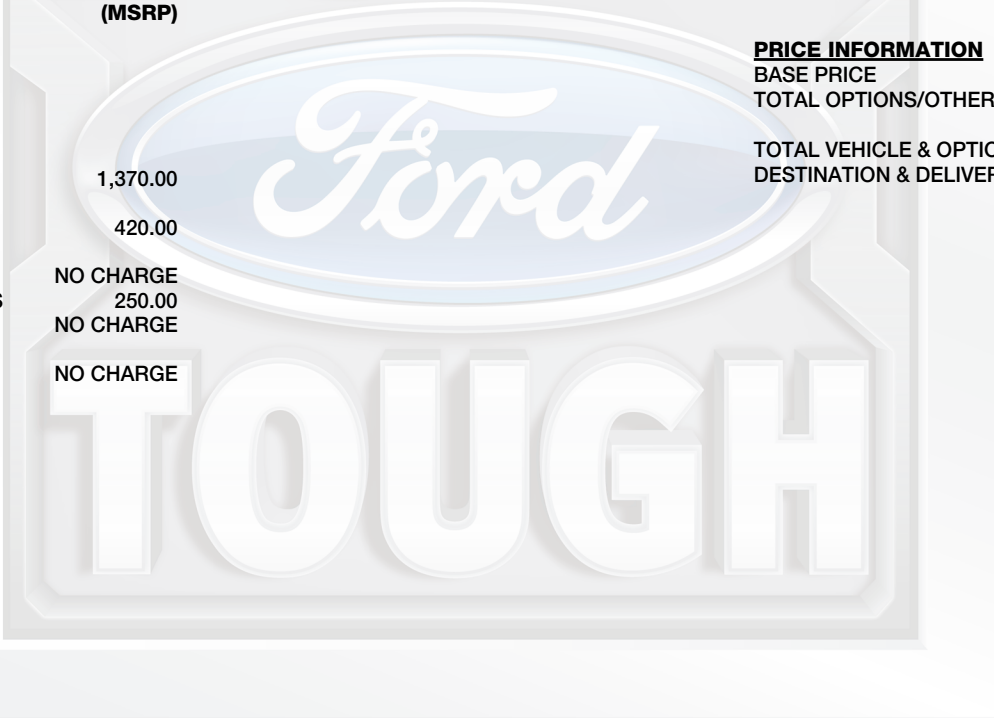 (MSRP)
PRICE INFORMATION
BASE PRICE
TOTAL OPTIONS/OTHER
TOTAL VEHICLE & OPTIO
DESTINATION & DELIVER
1,370.00
420.00
NO CHARGE
S 250.00
NO CHARGE
NO CHARGE
Ford
TOUGH